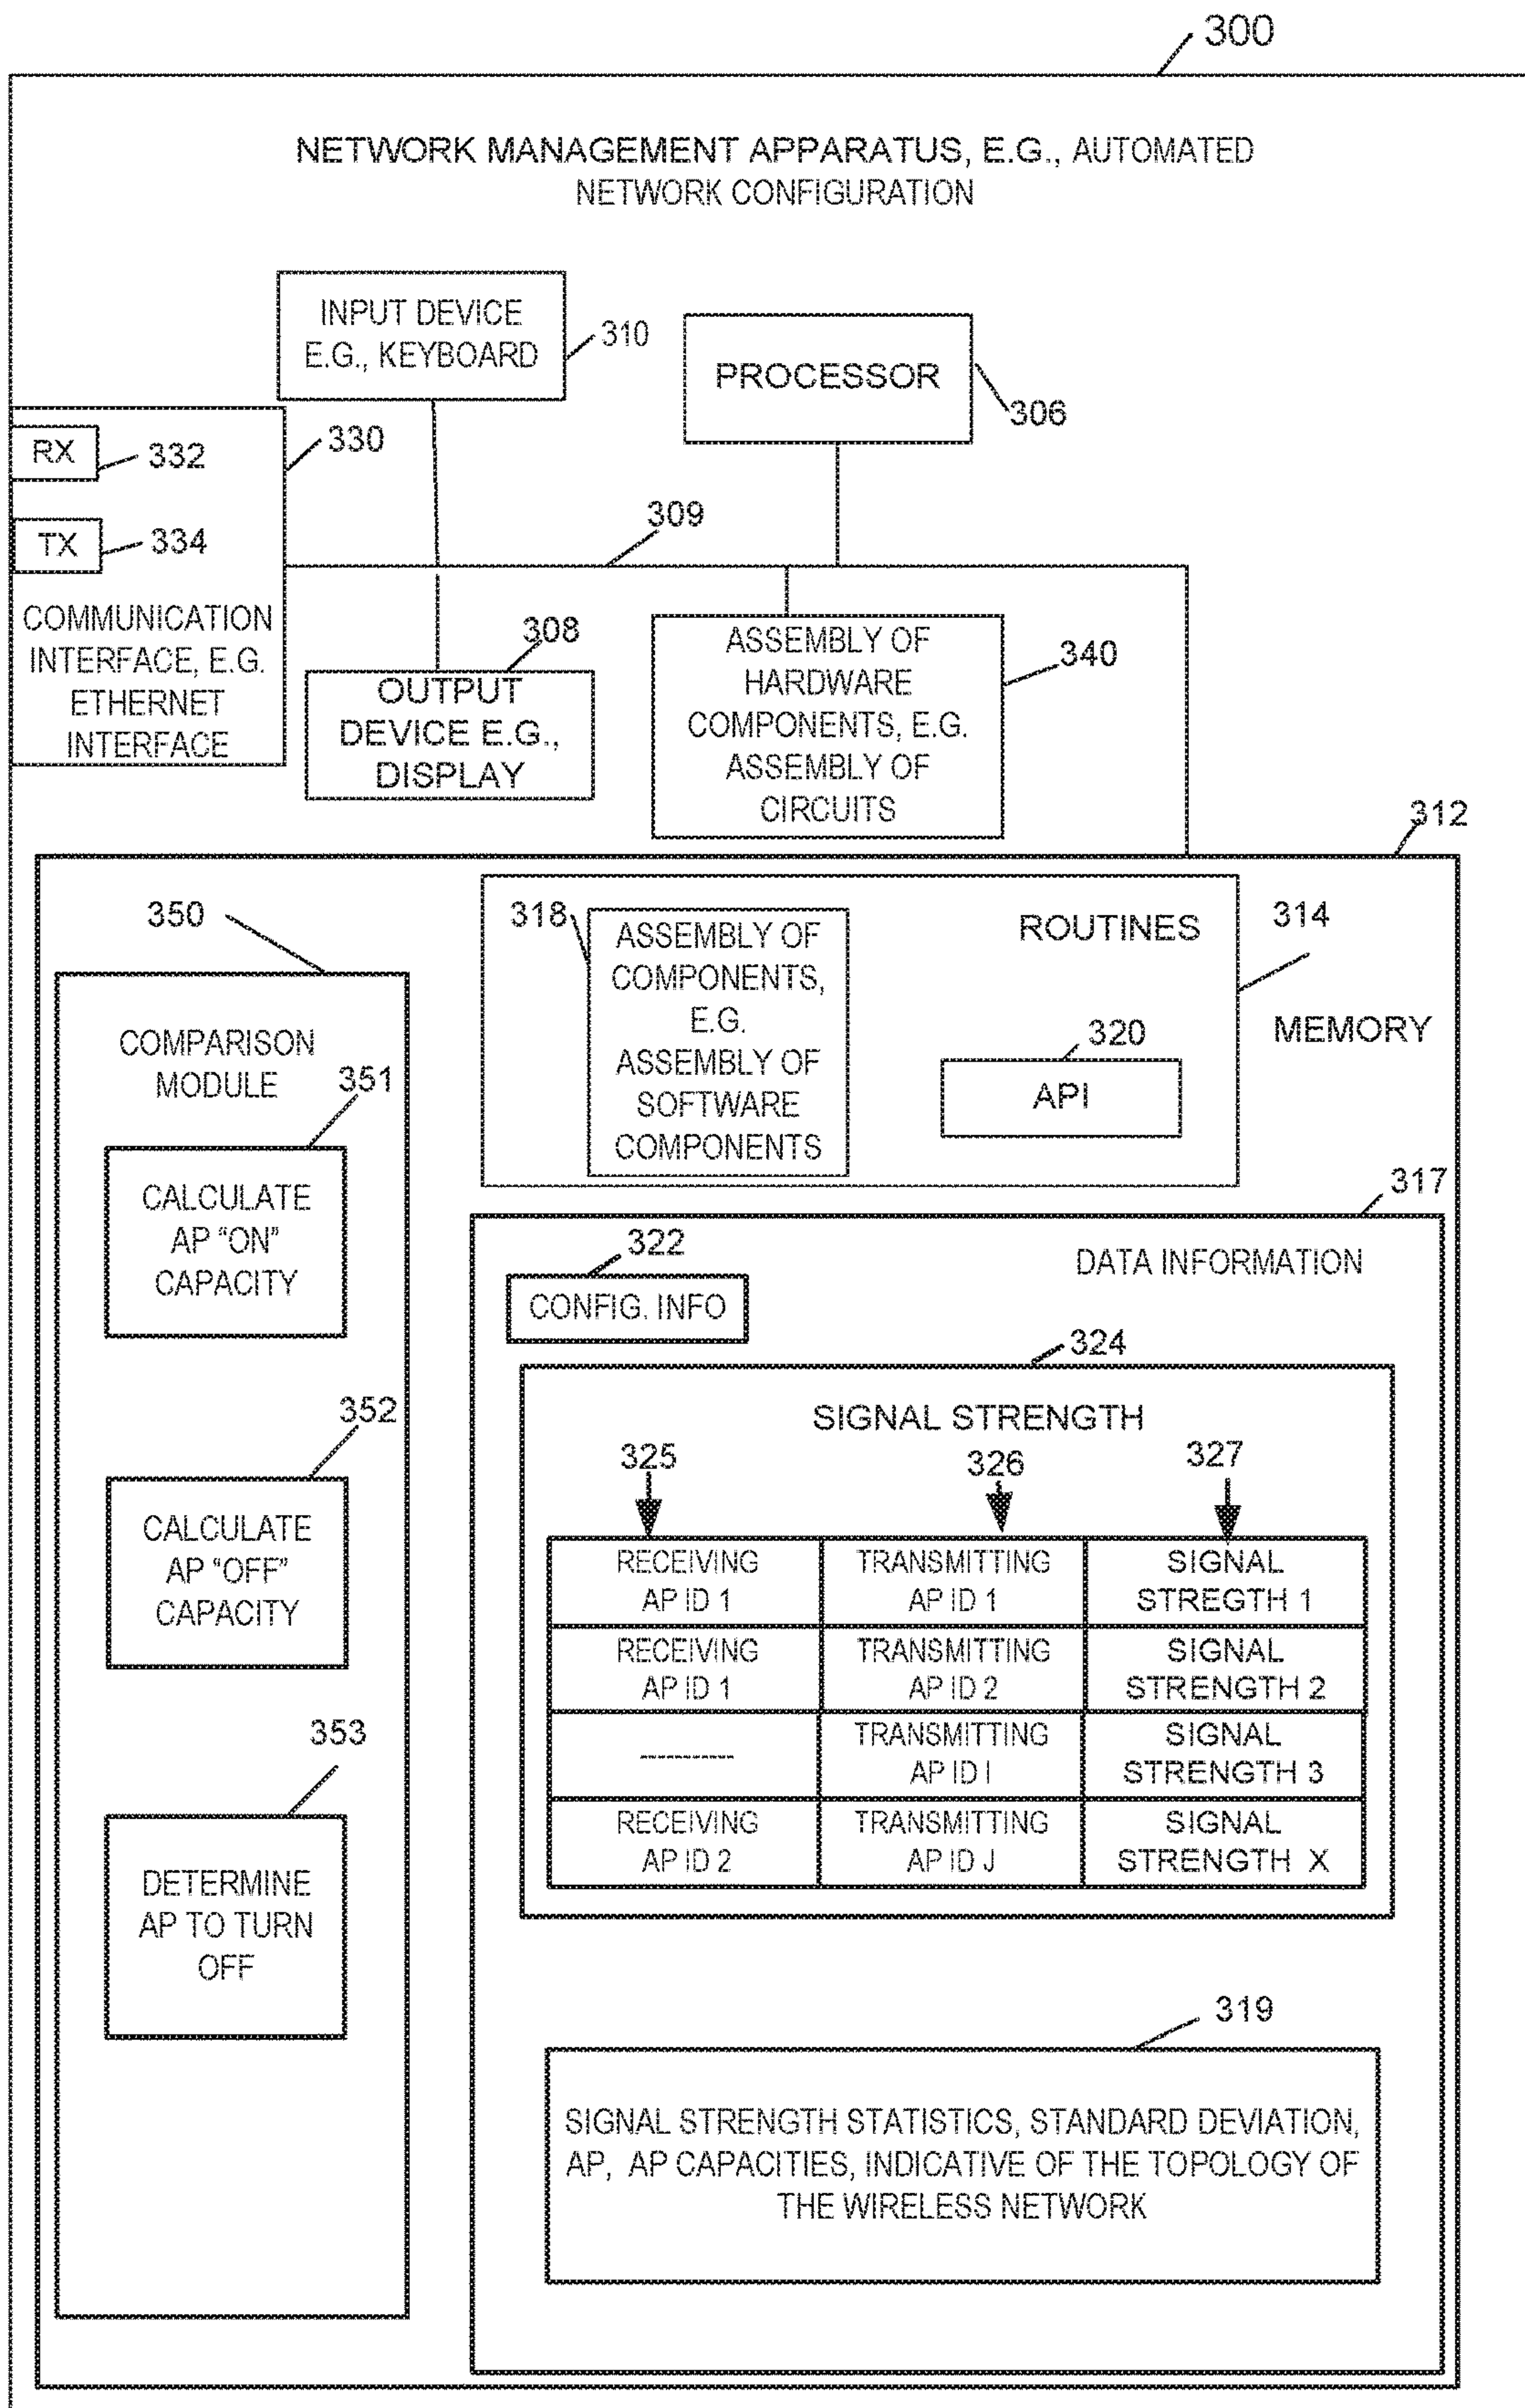 300
NETWORK MANAGEMENT APPARATUS, E.G., AUTOMATED
NETWORK CONFIGURATION
INPUT DEVICE
E.G., KEYBOARD
310
PROCESSOR
306
RX
332
330
TX
334
309
COMMUNICATION
INTERFACE, E.G.
ETHERNET
INTERFACE
308
OUTPUT
DEVICE E.G.,
DISPLAY
ASSEMBLY OF
HARDWARE
COMPONENTS, E.G.
ASSEMBLY OF
CIRCUITS
340
312
350
COMPARISON
MODULE
351
CALCULATE
AP "ON"
CAPACITY
352
CALCULATE
AP "OFF"
CAPACITY
353
DETERMINE
AP TO TURN
OFF
318
ASSEMBLY OF
COMPONENTS,
E.G.
ASSEMBLY OF
SOFTWARE
COMPONENTS
ROUTINES
314
320
API
MEMORY
317
322
DATA INFORMATION
CONFIG. INFO
324
SIGNAL STRENGTH
325 326 327
RECEIVING TRANSMITTING SIGNAL
AP ID 1 AP ID 1 STREGTH 1
RECEIVING TRANSMITTING SIGNAL
AP ID 1 AP ID 2 STRENGTH 2
----------- TRANSMITTING SIGNAL
AP ID I STRENGTH 3
RECEIVING TRANSMITTING SIGNAL
AP ID 2 AP ID J STRENGTH X
319
SIGNAL STRENGTH STATISTICS, STANDARD DEVIATION,
AP, AP CAPACITIES, INDICATIVE OF THE TOPOLOGY OF
THE WIRELESS NETWORK